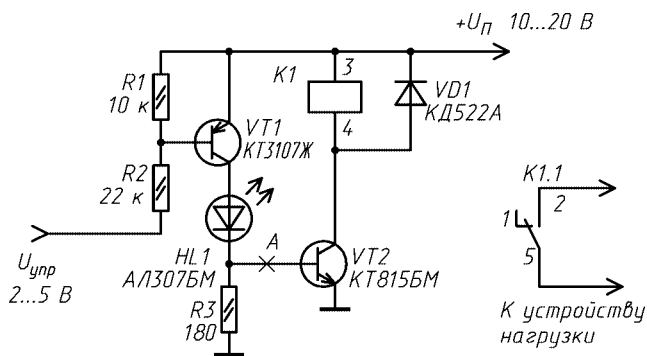 +Uп 10...20 В
R1
10 к
K1
3
4
VD1
КД522А
VT1
КТ3107Ж
R2
22 к
K1.1
1
2
5
Uупр
2...5 В
HL1
АЛ307БМ
A
VT2
КТ815БМ
R3
180
К устройству
нагрузки